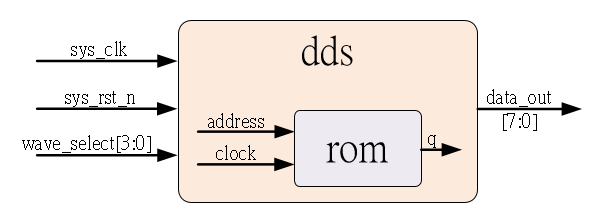 dds
sys_clk
sys_rst_n
wave_select[3:0]
address
clock
rom
q
data_out
[7:0]